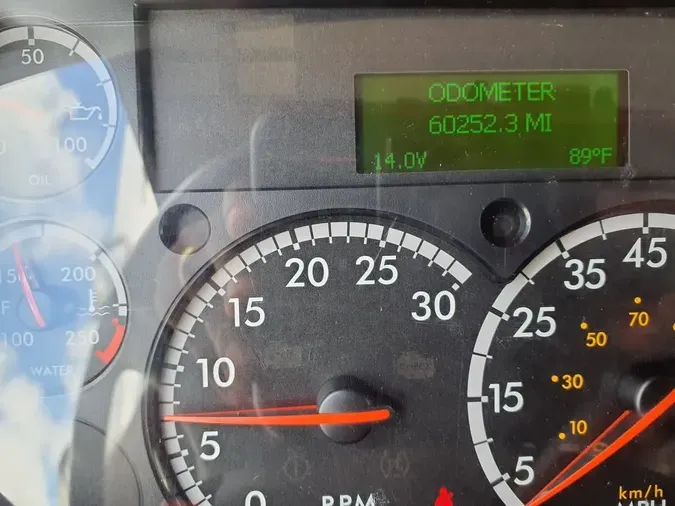 ODOMETER
60252.3 MI
14.0V 89°F
50
100
OIL
150 200
°F
100 250
WATER
0 5 10 15 20 25 30
RPM
5 15 25 35 45
10 30 50 70
km/h
MPH